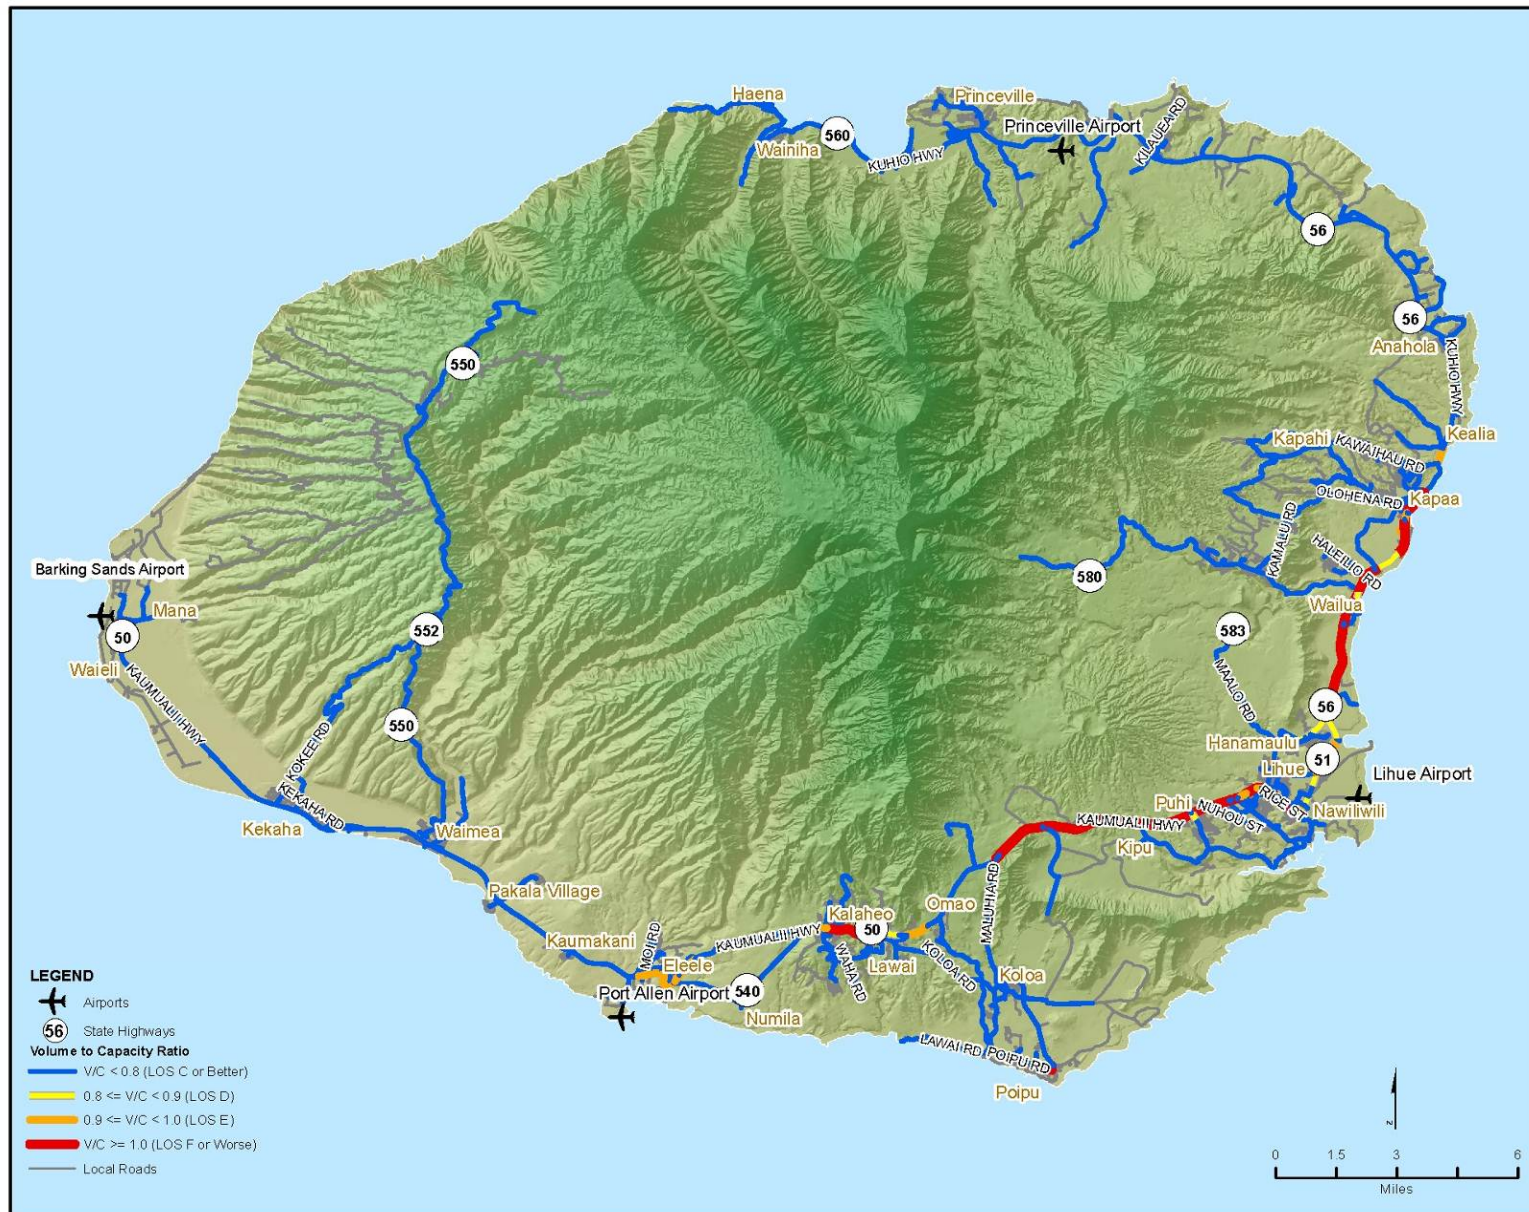 Haena
Princeville
Princeville Airport
560
Wainiha
KUHIO HWY
KILAUEA RD
56
56
Anahola
KUHIO HWY
550
Kealia
Kapahi
KAWAIHAU RD
OLOHENA RD
Kapaa
KAMALU RD
HALEILIO RD
Barking Sands Airport
580
Mana
Wailua
50
552
583
Waieli
KAUMUALII HWY
MAALO RD
550
56
KOKEE RD
Hanamaulu
51
Lihue
Lihue Airport
KEKAHA RD
Puhi
RICE ST
Nawiliwili
NUHOU ST
Kekaha
Waimea
KAUMUALII HWY
Kipu
MALUHIA RD
Pakala Village
Omao
Kalaheo
50
KAUMUALII HWY
Kaumakani
MOI RD
WAHA RD
Lawai
KOLOA RD
Eleele
Koloa
Port Allen Airport
540
Numila
LAWAI RD
POIPU RD
Poipu
LEGEND
Airports
56 State Highways
Volume to Capacity Ratio
V/C < 0.8 (LOS C or Better)
0.8 <= V/C < 0.9 (LOS D)
0.9 <= V/C < 1.0 (LOS E)
V/C >= 1.0 (LOS F or Worse)
Local Roads
z
0 1.5 3 6
Miles